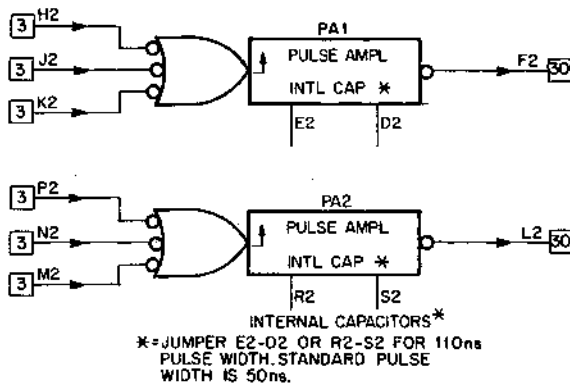 H2
PA1
3
J2
PULSE AMPL
F2
3
30
K2
INTL CAP *
3
E2
D2
P2
PA2
3
N2
PULSE AMPL
L2
3
30
M2
INTL CAP *
3
R2
S2
INTERNAL CAPACITORS*
*=JUMPER E2-D2 OR R2-S2 FOR 110ns
PULSE WIDTH. STANDARD PULSE
WIDTH IS 50ns.